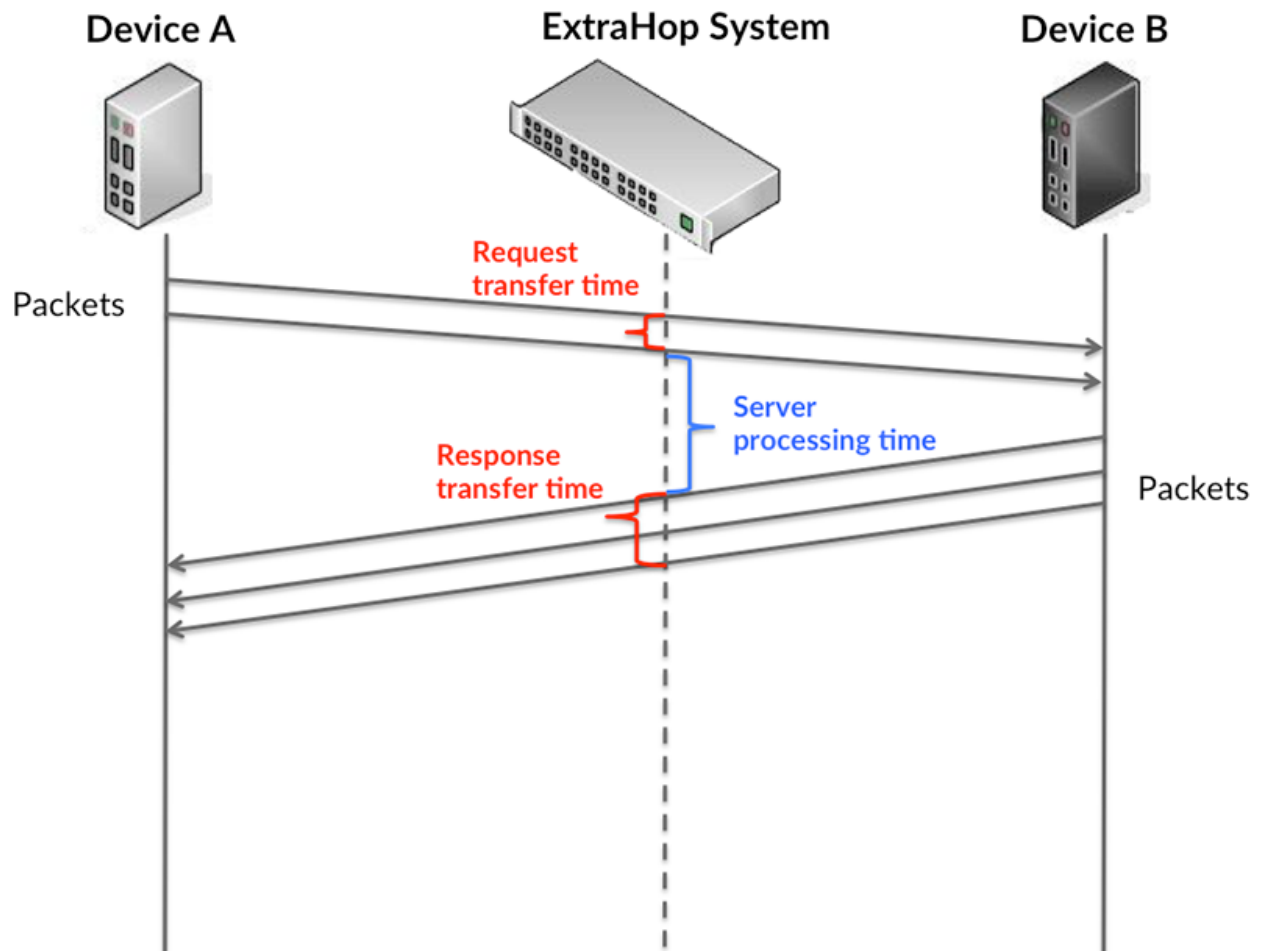 Device A
ExtraHop System
Device B
Request
transfer time
Packets
Server
processing time
Response
transfer time
Packets